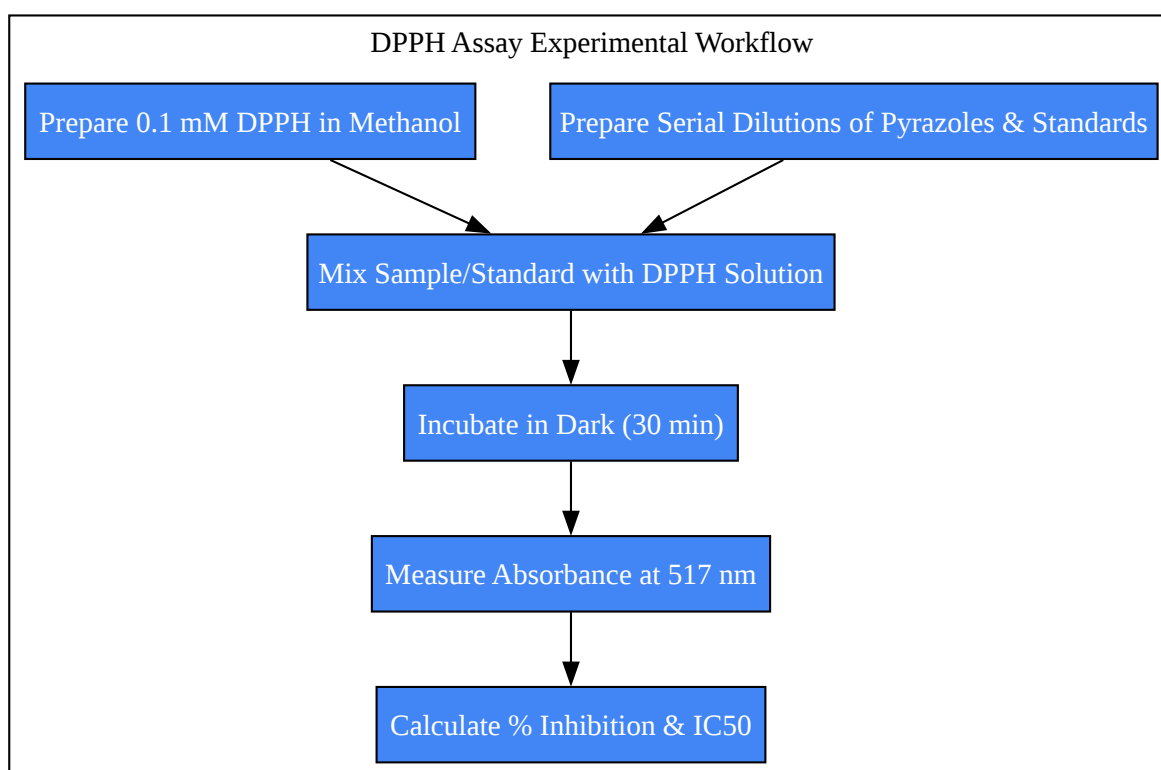 DPPH Assay Experimental Workflow
Prepare 0.1 mM DPPH in Methanol
Prepare Serial Dilutions of Pyrazoles & Standards
Mix Sample/Standard with DPPH Solution
Incubate in Dark (30 min)
Measure Absorbance at 517 nm
Calculate % Inhibition & IC50